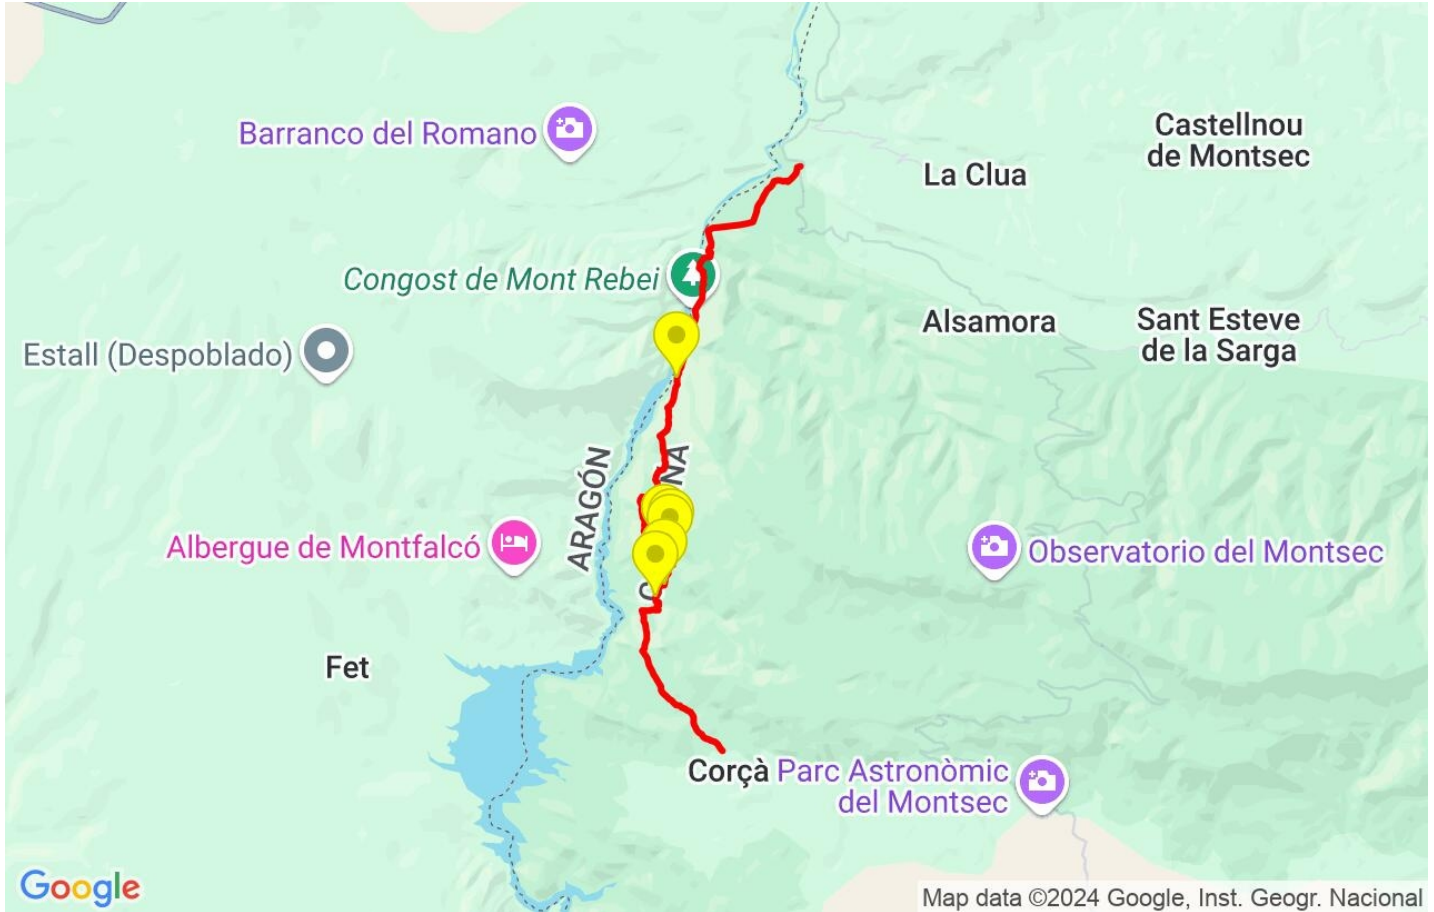 Barranco del Romano
Castellnou
de Montsec
La Clua
Congost de Mont Rebei
Alsamora
Sant Esteve
de la Sarga
Estall (Despoblado)
ARAGÓN
NA
Albergue de Montfalcó
Observatorio del Montsec
Fet
Corçà
Parc Astronòmic
del Montsec
Google
Map data ©2024 Google, Inst. Geogr. Nacional